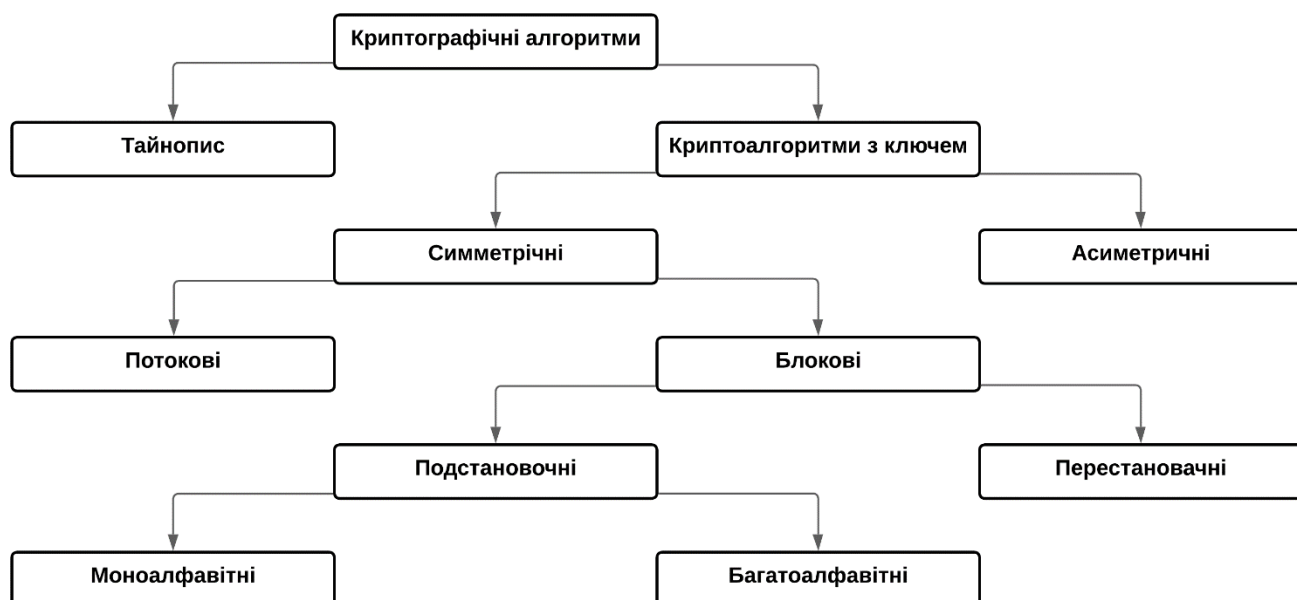 Криптографічні алгоритми
Тайнопис
Криптоалгоритми з ключем
Симметрічні
Асиметричні
Потокові
Блокові
Подстановочні
Перестановачні
Моноалфавітні
Багатоалфавітні